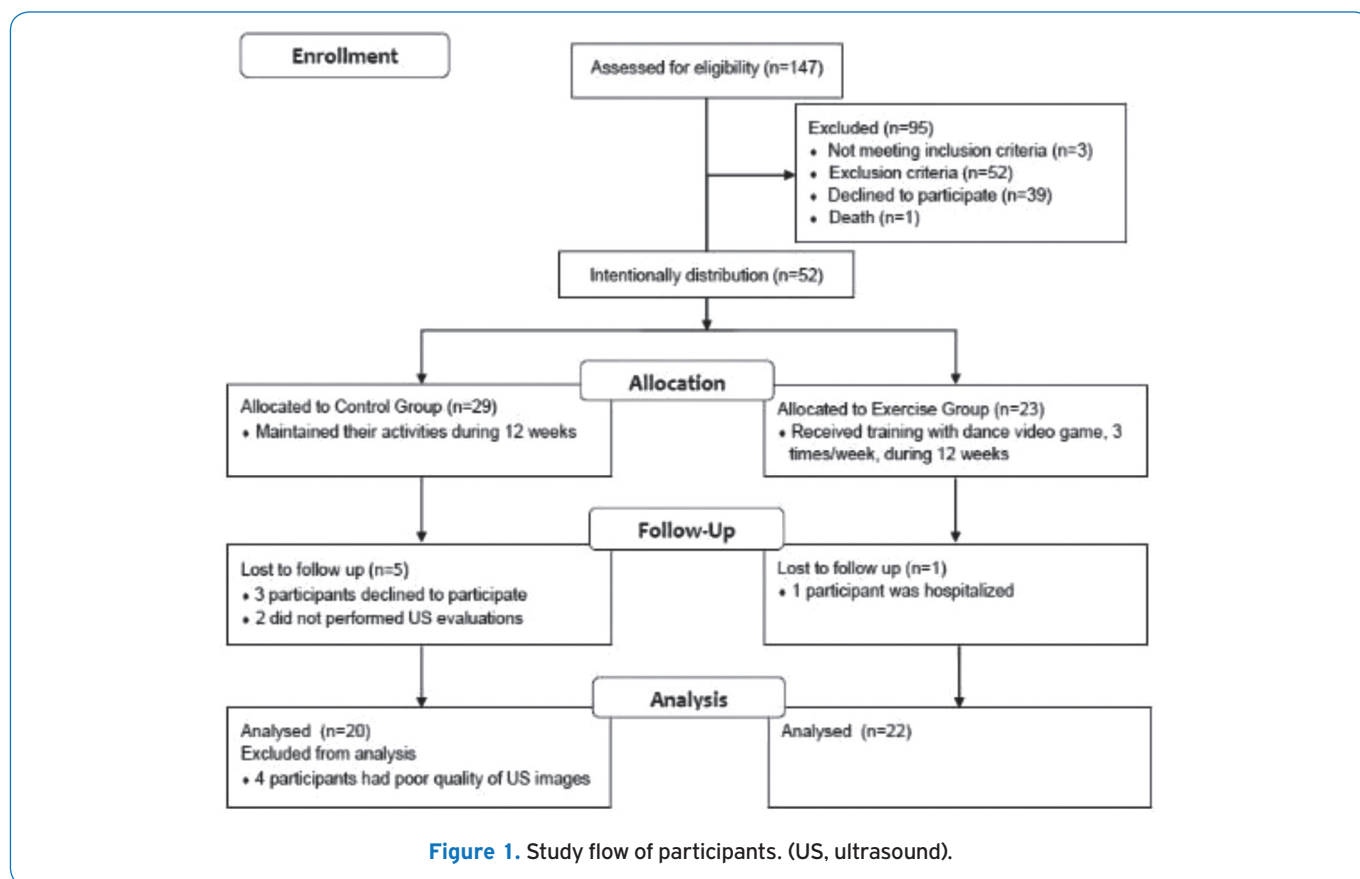 Enrollment
Assessed for eligibility (n=147)
Excluded (n=95)
• Not meeting inclusion criteria (n=3)
• Exclusion criteria (n=52)
• Declined to participate (n=39)
• Death (n=1)
Intentionally distribution (n=52)
Allocation
Allocated to Control Group (n=29)
• Maintained their activities during 12 weeks
Allocated to Exercise Group (n=23)
• Received training with dance video game, 3
times/week, during 12 weeks
Follow-Up
Lost to follow up (n=5)
• 3 participants declined to participate
• 2 did not performed US evaluations
Lost to follow up (n=1)
• 1 participant was hospitalized
Analysis
Analysed (n=20)
Excluded from analysis
• 4 participants had poor quality of US images
Analysed (n=22)
Figure 1. Study flow of participants. (US, ultrasound).